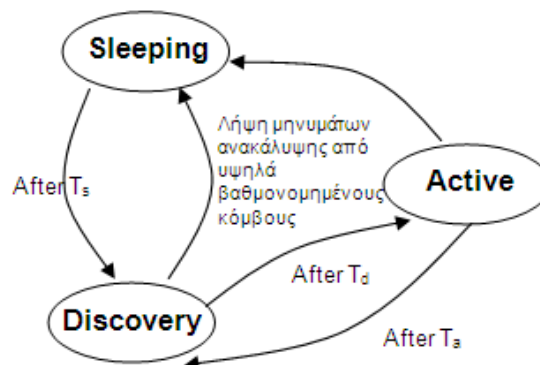 Sleeping
Λήψη μηνυμάτων
ανακάλυψης από
υψηλά
βαθμονομημένους
κόμβους
After Ts
Active
After Td
Discovery
After Ta